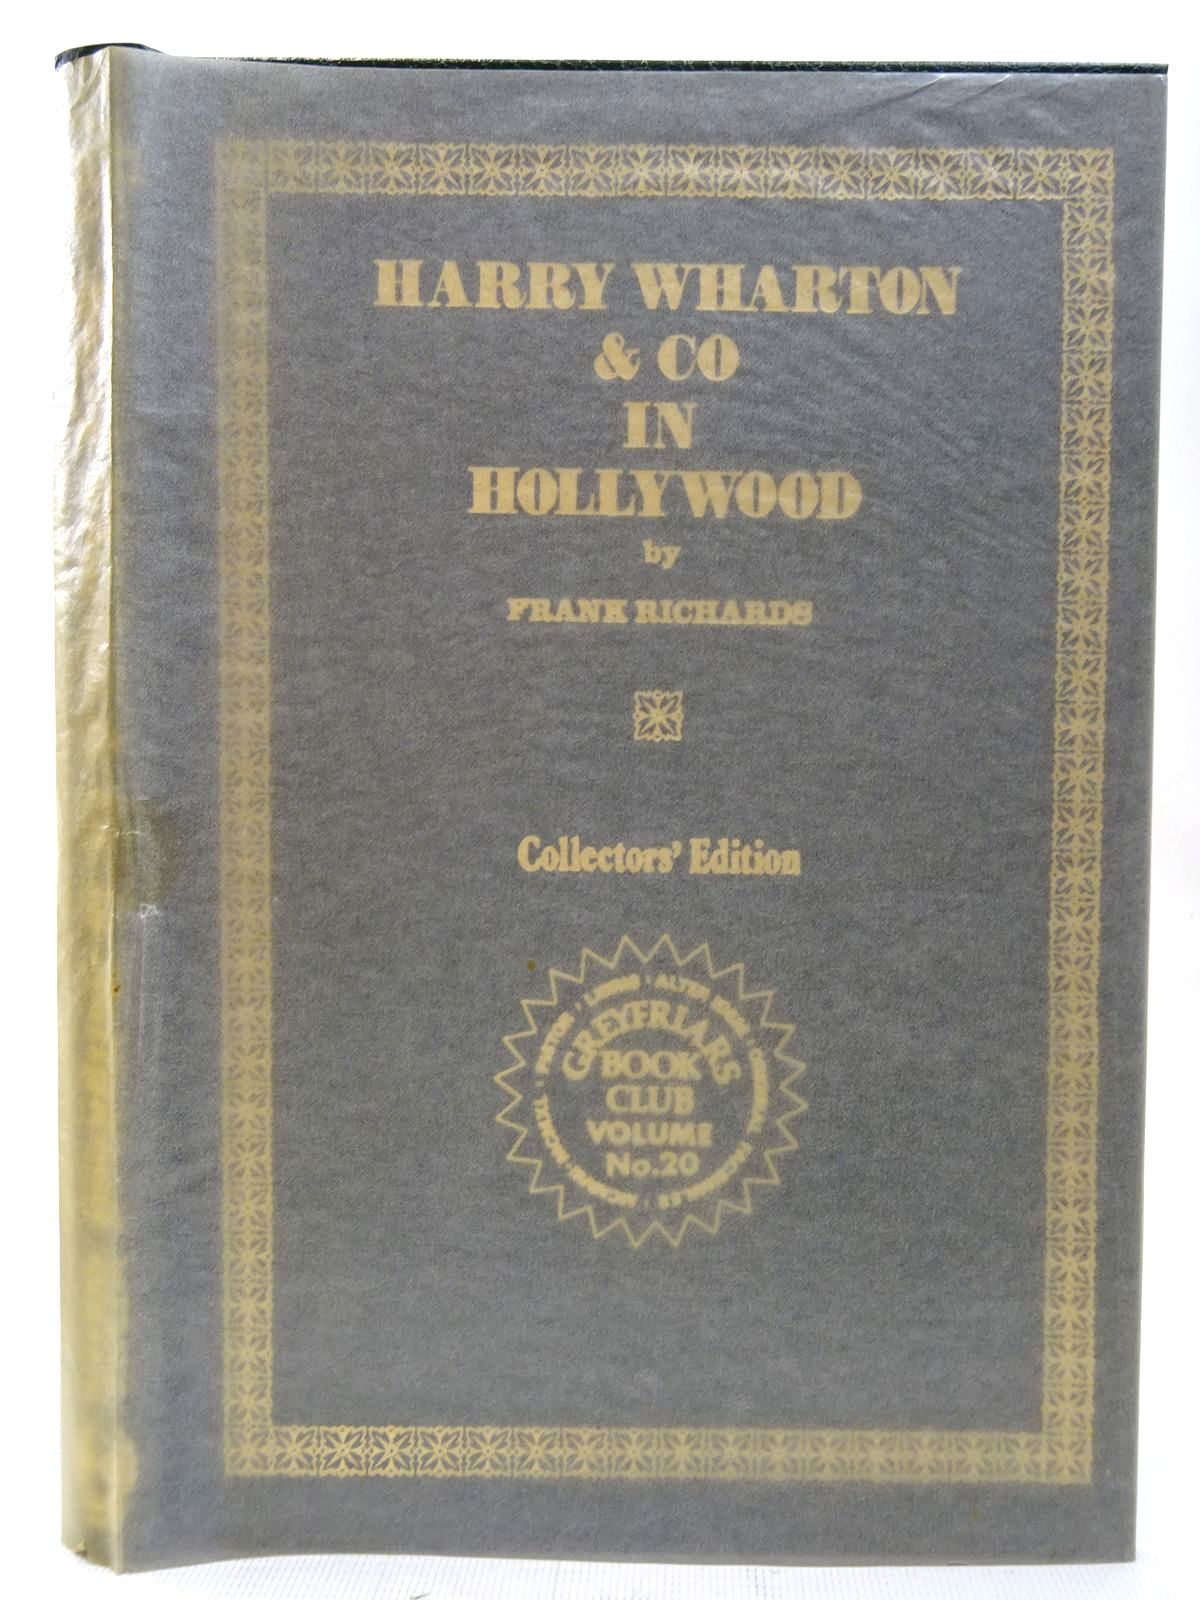 HARRY WHARTON
& CO
IN
HOLLYWOOD
by
FRANK RICHARDS
Collectors' Edition
GREYFRIARS
BOOK
CLUB
VOLUME
No.20